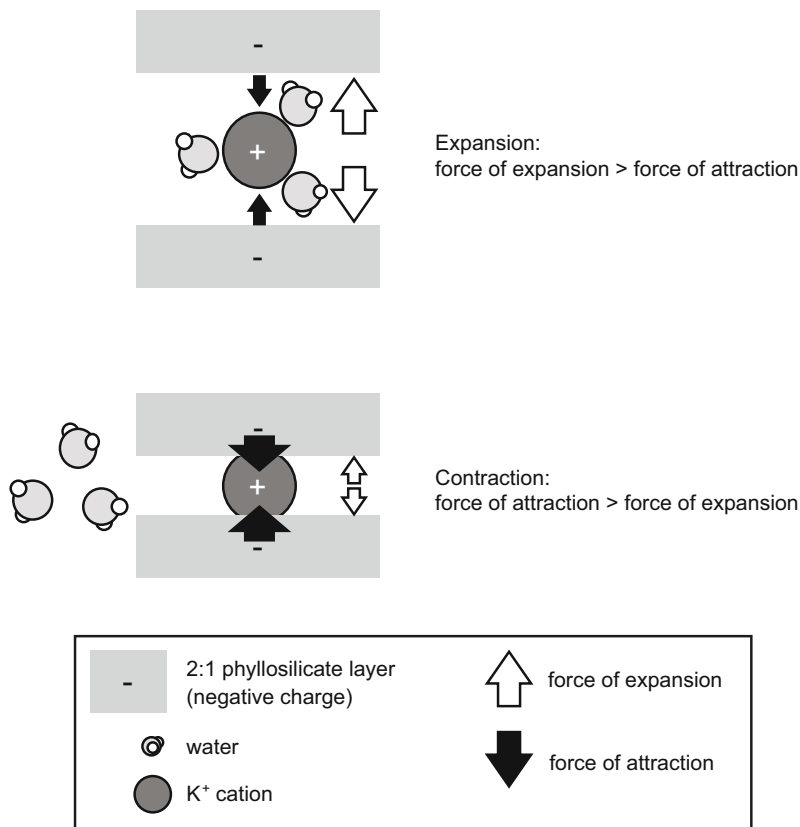 -
+
-
Expansion:
force of expansion > force of attraction
-
+
-
Contraction:
force of attraction > force of expansion
-
2:1 phyllosilicate layer
(negative charge)
water
K⁺ cation
force of expansion
force of attraction